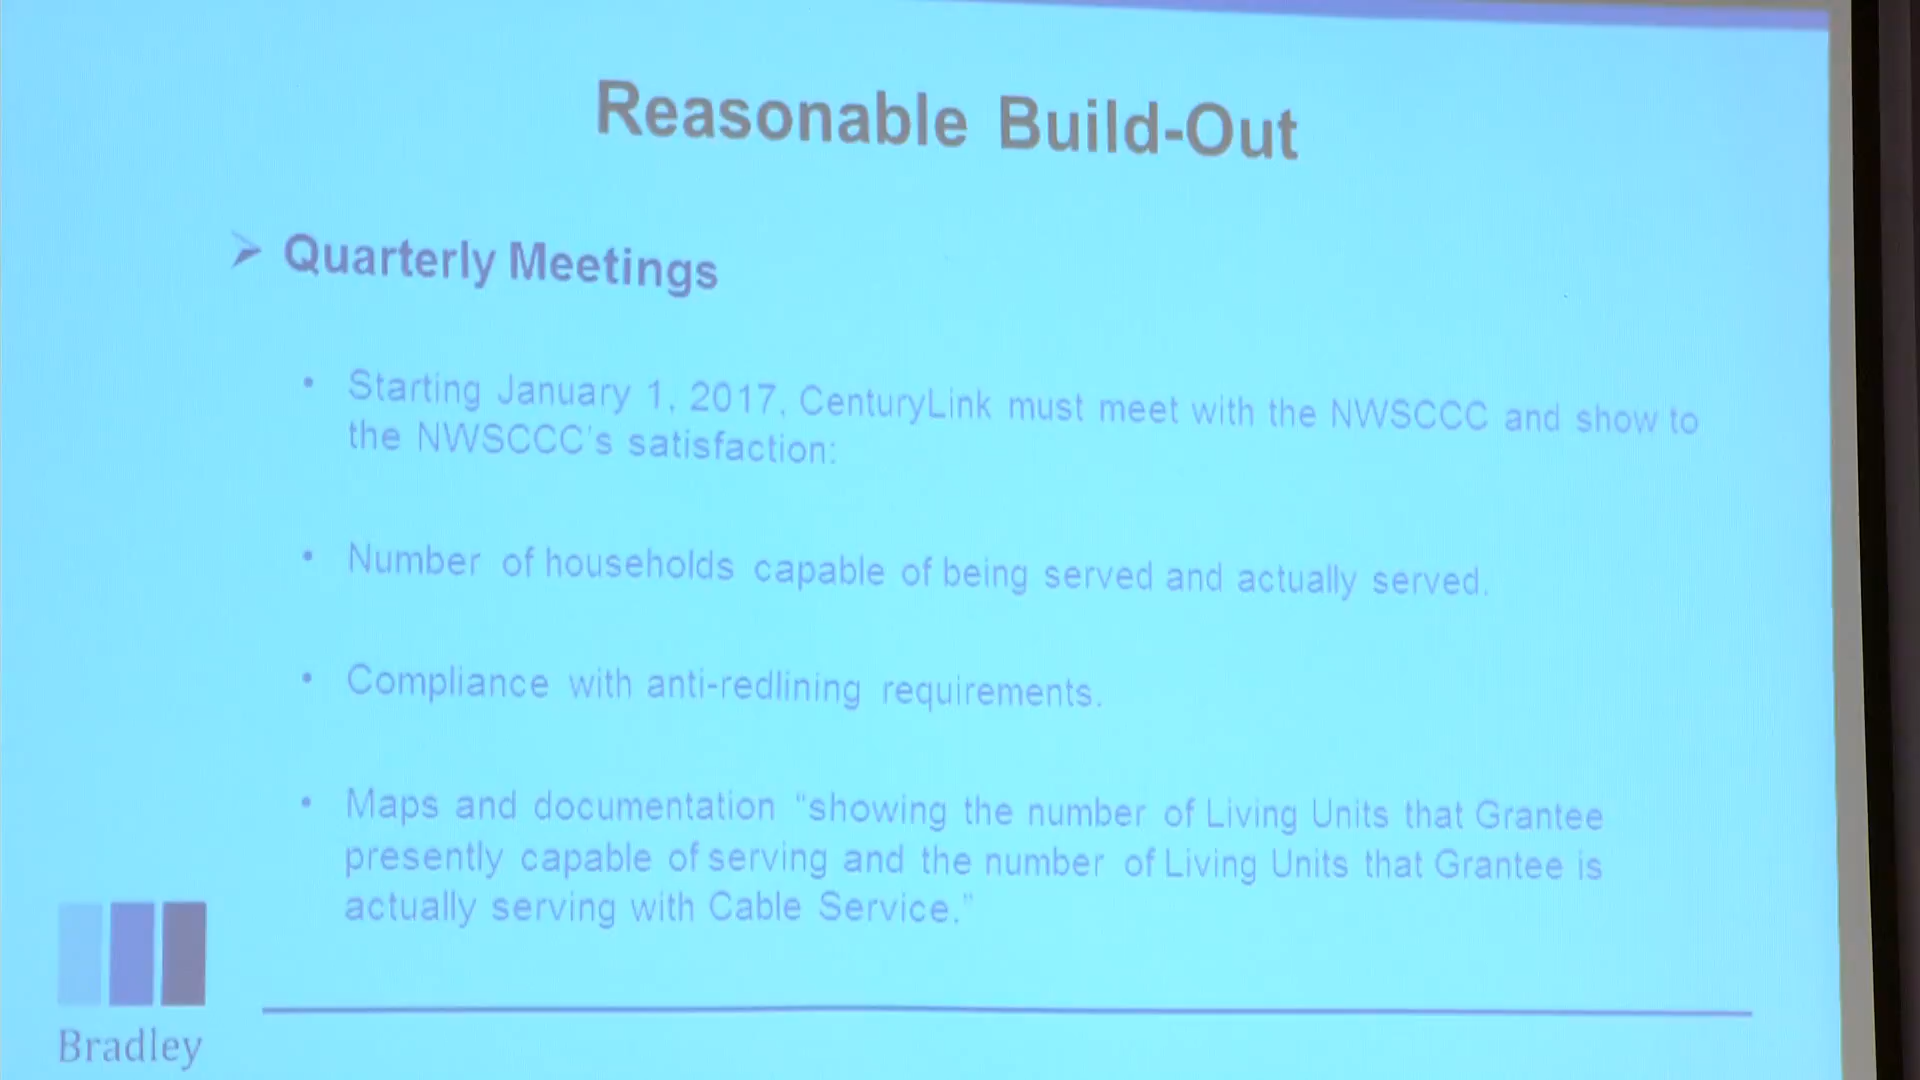 Reasonable Build-Out
Quarterly Meetings
• Starting January 1, 2017, CenturyLink must meet with the NWSCCC and show to
the NWSCCC's satisfaction:
• Number of households capable of being served and actually served.
• Compliance with anti-redlining requirements.
• Maps and documentation “showing the number of Living Units that Grantee
presently capable of serving and the number of Living Units that Grantee is
actually serving with Cable Service.”
Bradley